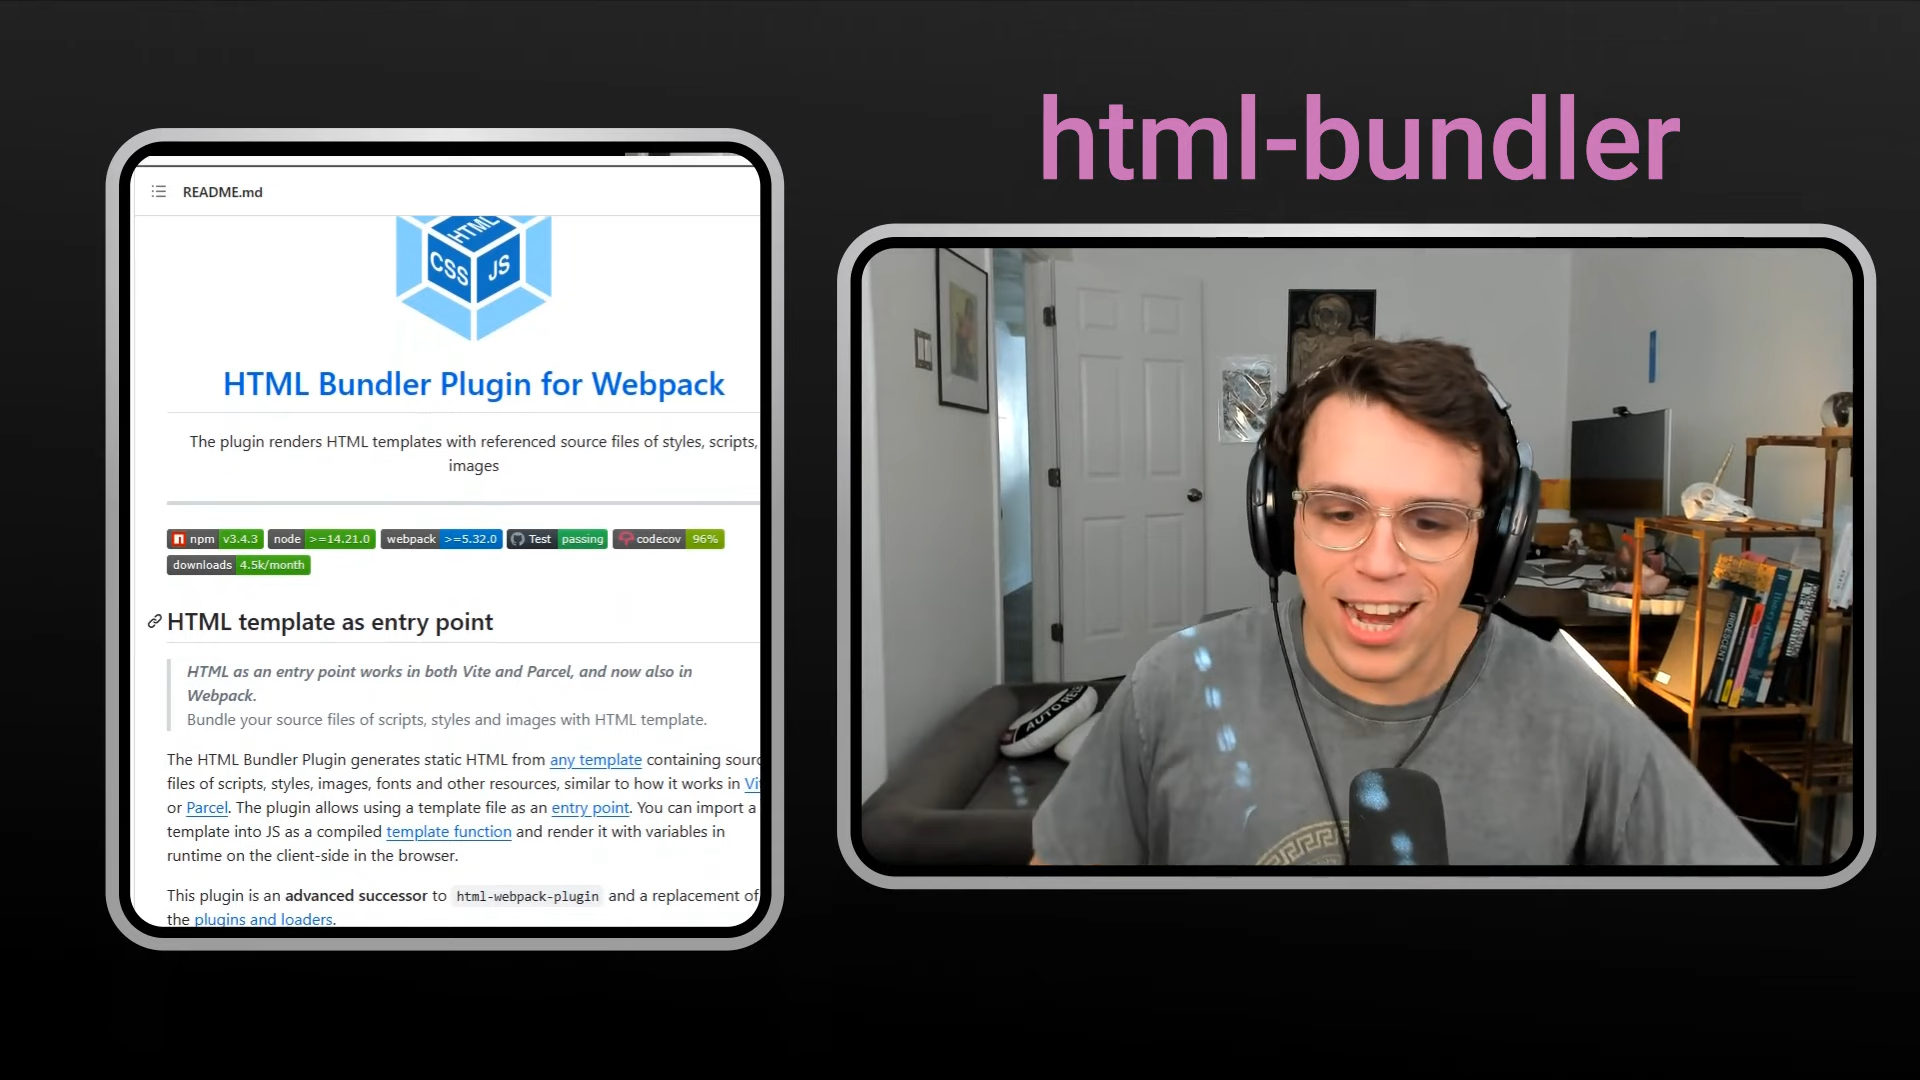 html-bundler
README.md
HTML
CSS JS
HTML Bundler Plugin for Webpack
The plugin renders HTML templates with referenced source files of styles, scripts,
images
npm v3.4.3 node >=14.21.0 webpack >=5.32.0 Test passing codecov 96%
downloads 4.5k/month
HTML template as entry point
HTML as an entry point works in both Vite and Parcel, and now also in
Webpack.
Bundle your source files of scripts, styles and images with HTML template.
The HTML Bundler Plugin generates static HTML from any template containing sourc
files of scripts, styles, images, fonts and other resources, similar to how it works in Vi
or Parcel. The plugin allows using a template file as an entry point. You can import a
template into JS as a compiled template function and render it with variables in
runtime on the client-side in the browser.
This plugin is an advanced successor to html-webpack-plugin and a replacement of
the plugins and loaders.
AUTO